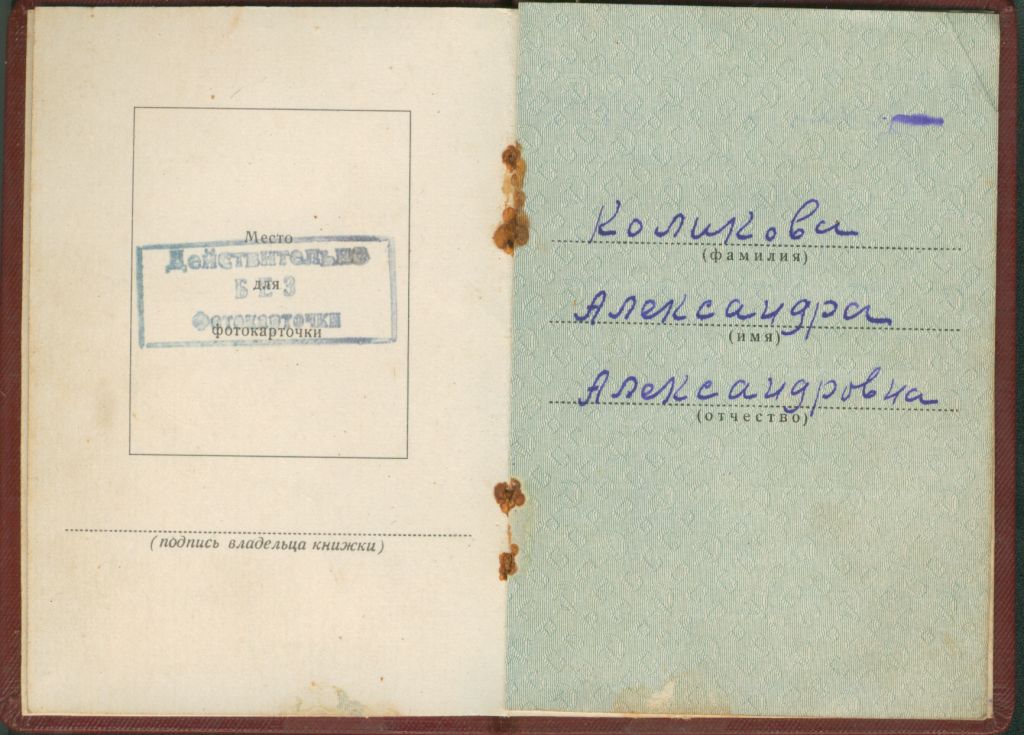 Место
Действительно
для
БЕЗ
Фотокарточки
фотокарточки
(подпись владельца книжки)
Коликова
(фамилия)
Александра
(имя)
Александровна
(отчество)